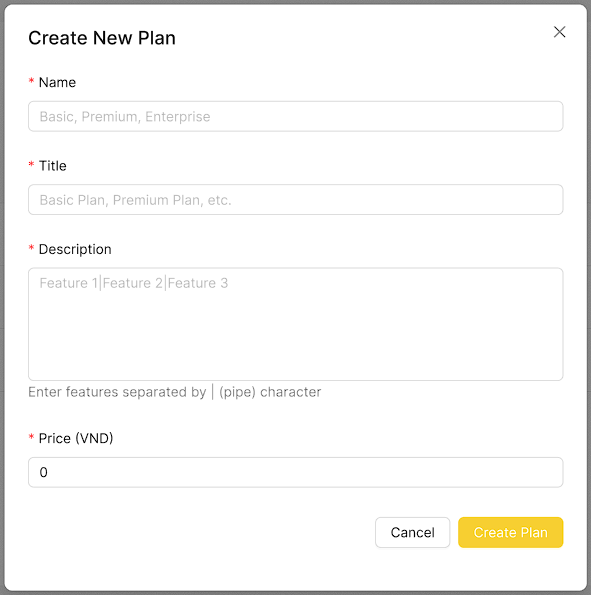 Create New Plan
* Name
Basic, Premium, Enterprise
* Title
Basic Plan, Premium Plan, etc.
* Description
Feature 1|Feature 2|Feature 3
Enter features separated by | (pipe) character
* Price (VND)
0
Cancel Create Plan